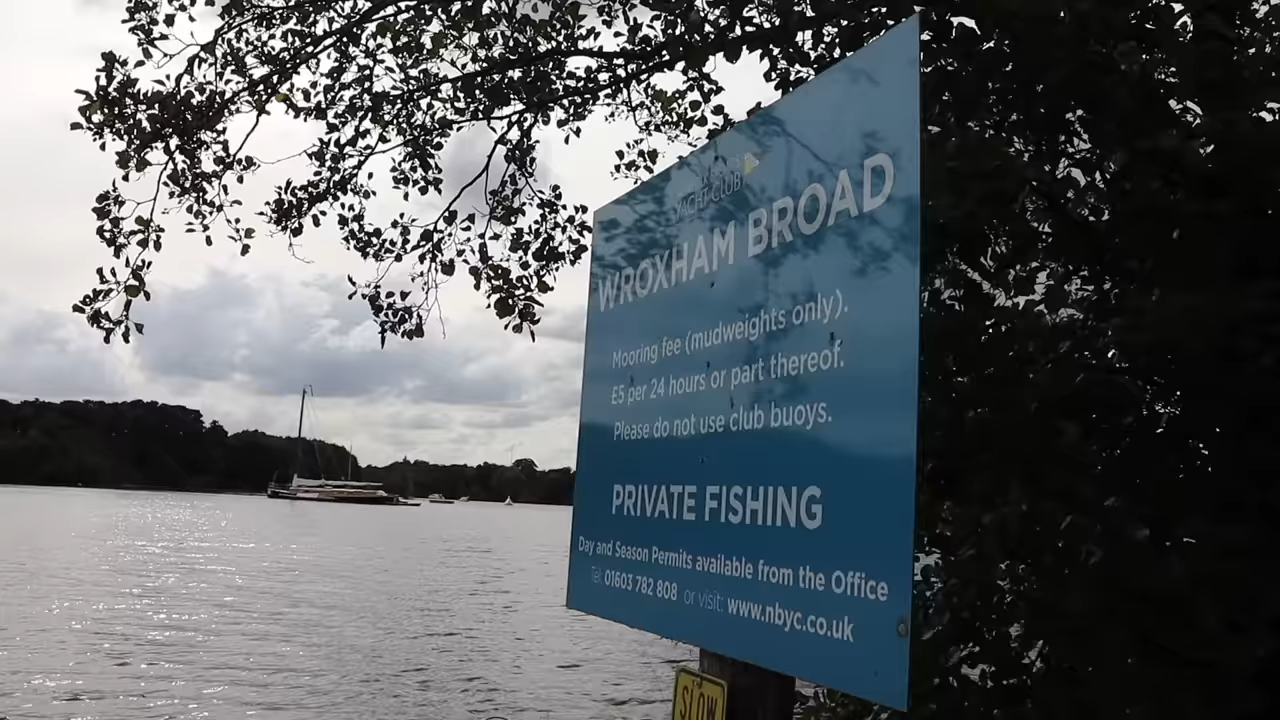 YACHT CLUB
WROXHAM BROAD
Mooring fee (mudweights only).
£5 per 24 hours or part thereof.
Please do not use club buoys.
PRIVATE FISHING
Day and Season Permits available from the Office
Tel: 01603 782 808 or visit: www.nbyc.co.uk
SLOW